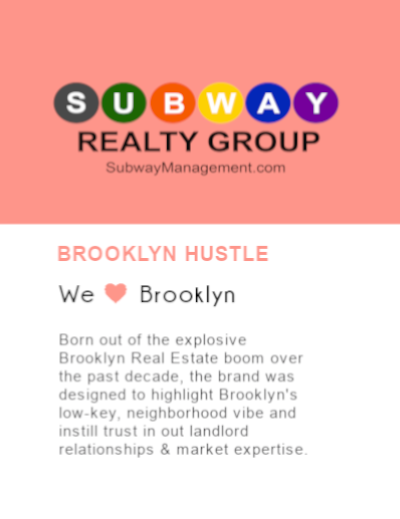 SUBWAY
REALTY GROUP
SubwayManagement.com
BROOKLYN HUSTLE
We ♥ Brooklyn
Born out of the explosive
Brooklyn Real Estate boom over
the past decade, the brand was
designed to highlight Brooklyn's
low-key, neighborhood vibe and
instill trust in out landlord
relationships & market expertise.